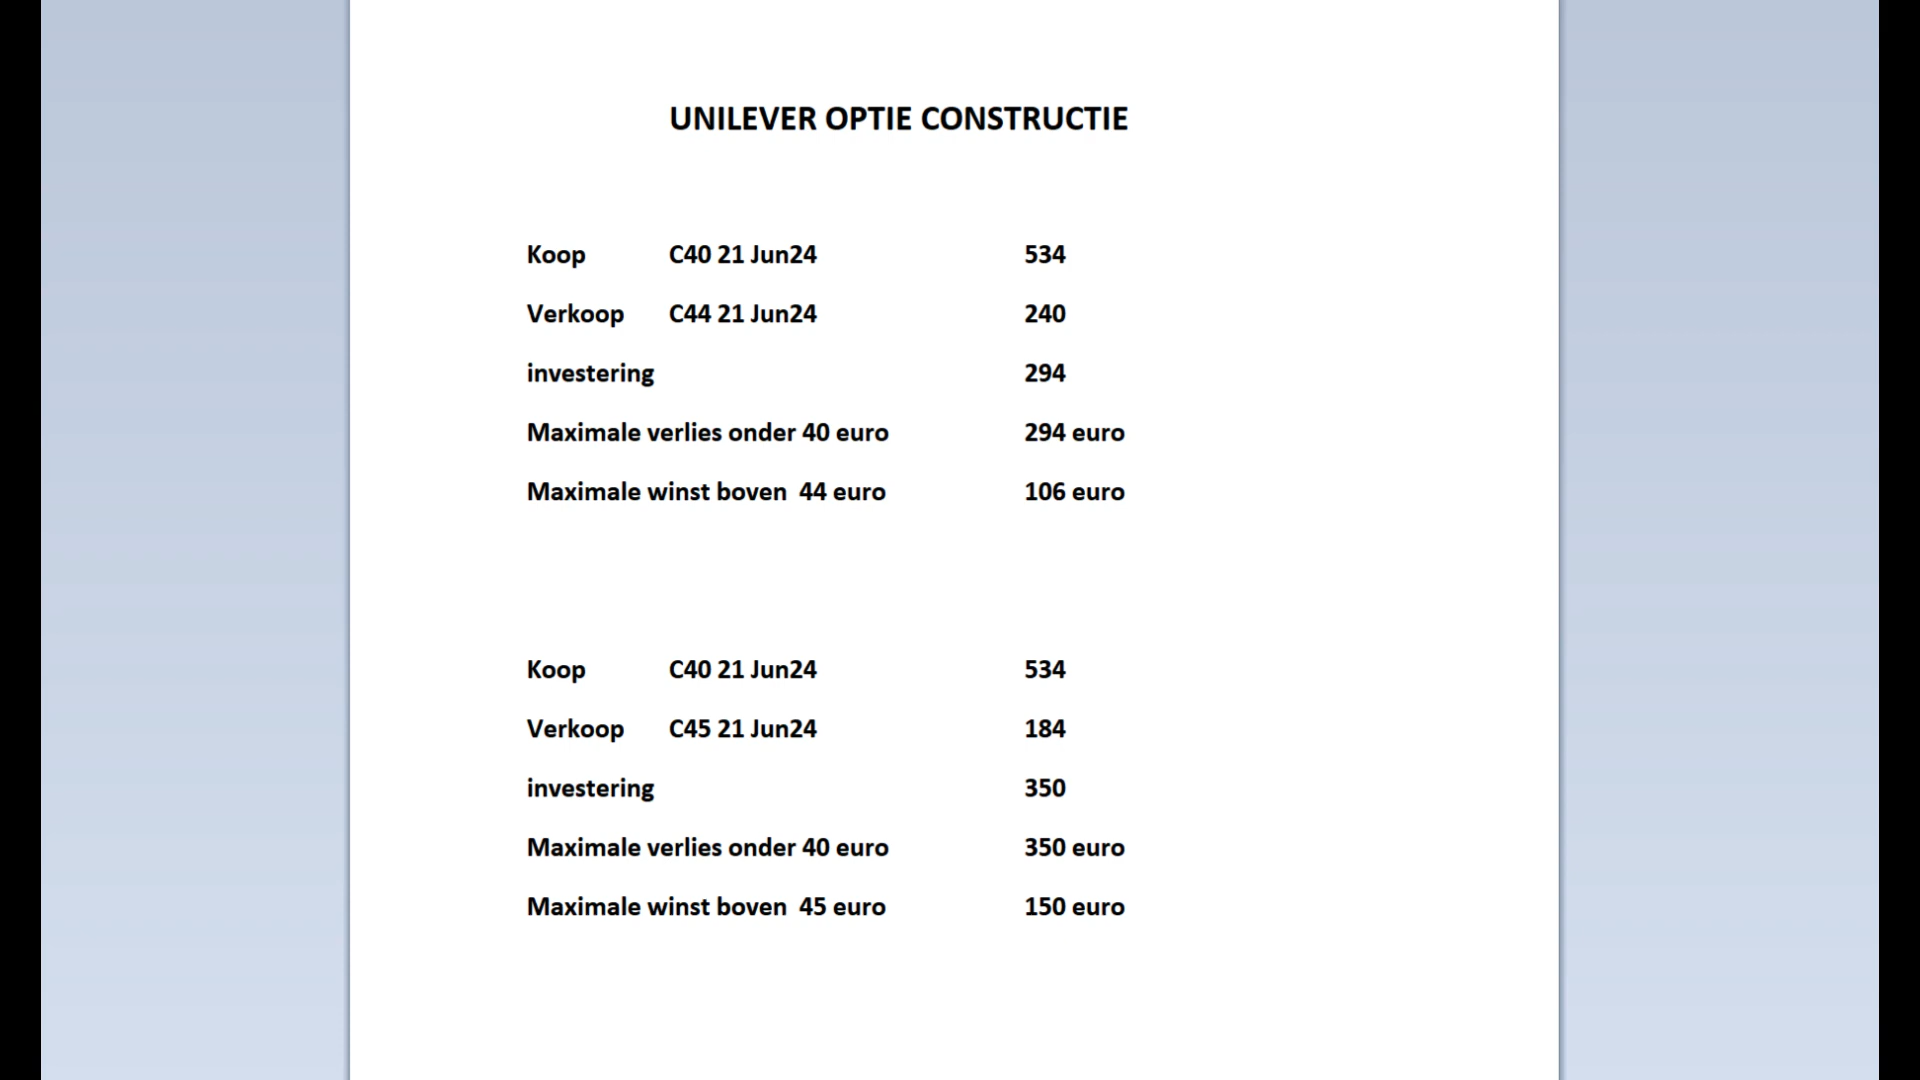 UNILEVER OPTIE CONSTRUCTIE
Koop C40 21 Jun24 534
Verkoop C44 21 Jun24 240
investering 294
Maximale verlies onder 40 euro 294 euro
Maximale winst boven 44 euro 106 euro
Koop C40 21 Jun24 534
Verkoop C45 21 Jun24 184
investering 350
Maximale verlies onder 40 euro 350 euro
Maximale winst boven 45 euro 150 euro